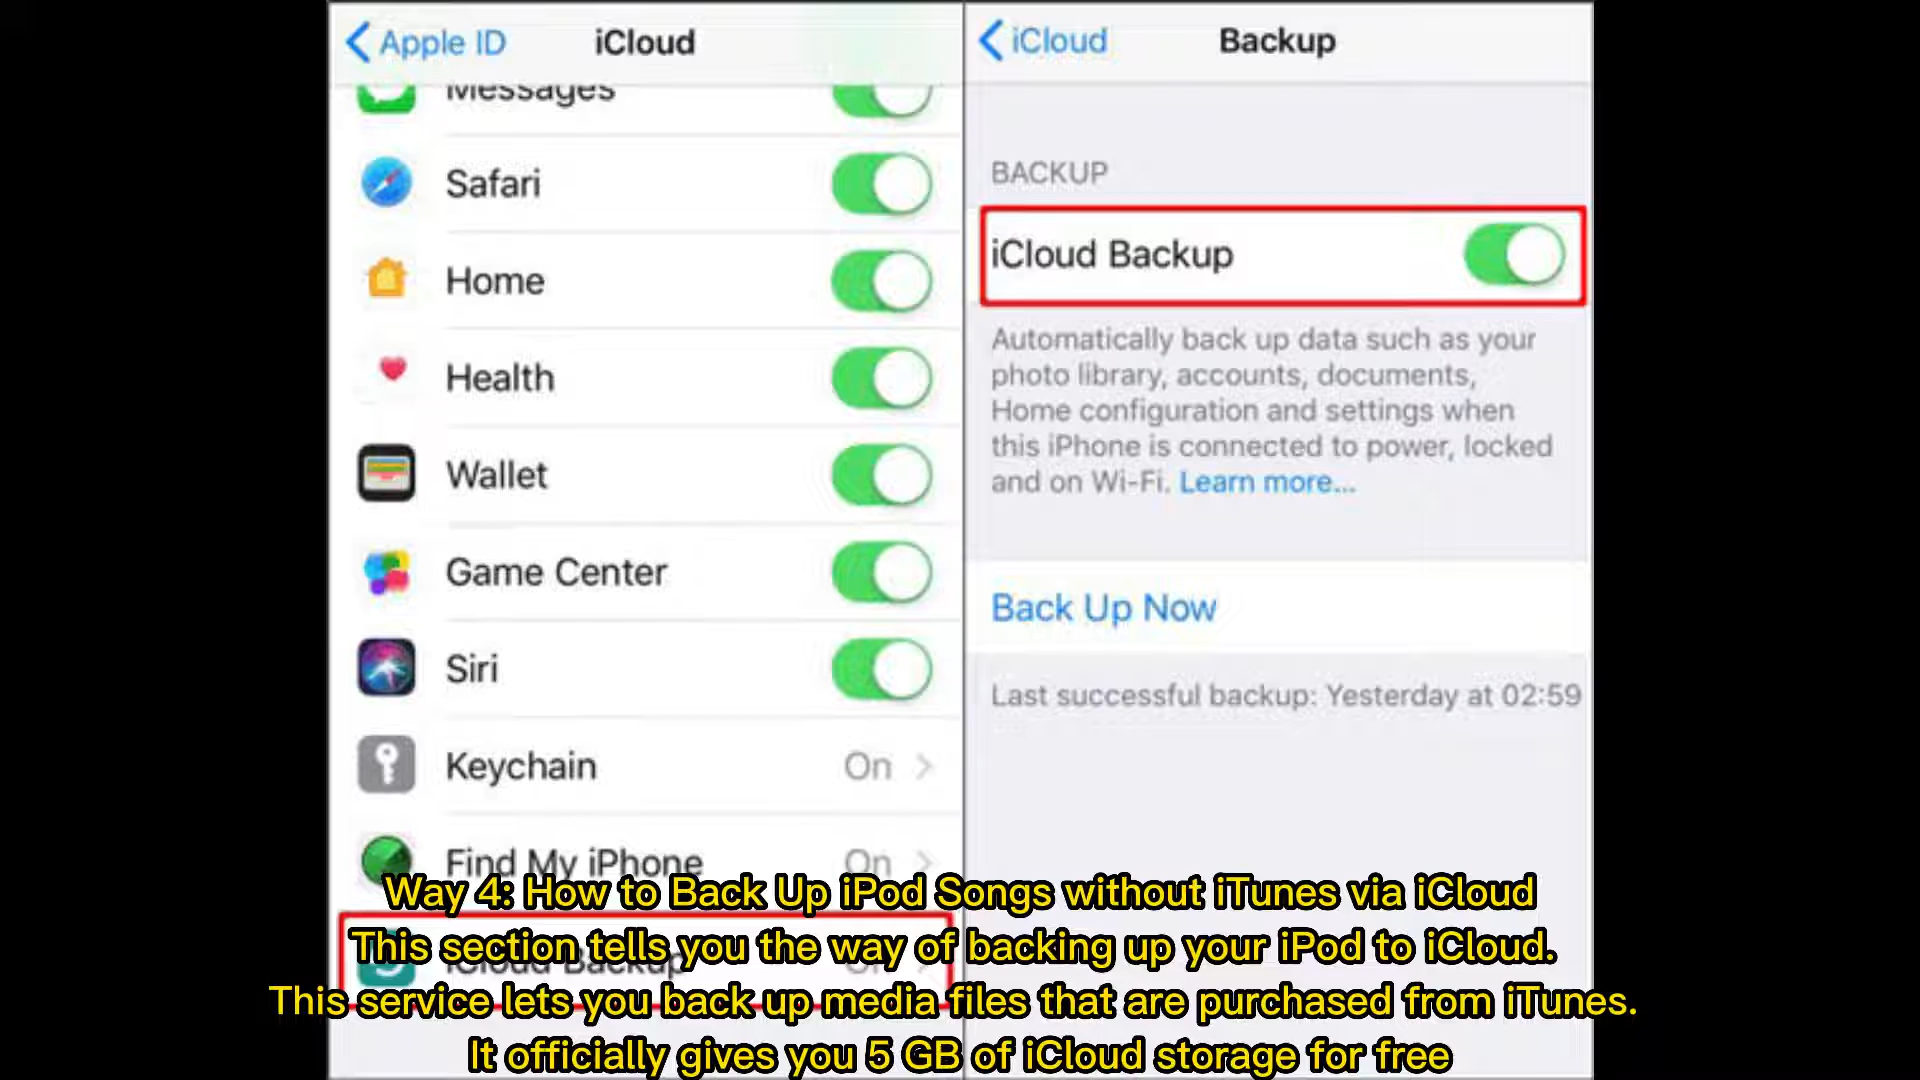 Apple ID
iCloud
Messages
Safari
Home
Health
Wallet
Game Center
Siri
Keychain
On
Find My iPhone
On
iCloud Backup
iCloud
Backup
BACKUP
iCloud Backup
Automatically back up data such as your
photo library, accounts, documents,
Home configuration and settings when
this iPhone is connected to power, locked
and on Wi-Fi. Learn more...
Back Up Now
Last successful backup: Yesterday at 02:59
Way 4: How to Back Up iPod Songs without iTunes via iCloud
This section tells you the way of backing up your iPod to iCloud.
This service lets you back up media files that are purchased from iTunes.
It officially gives you 5 GB of iCloud storage for free